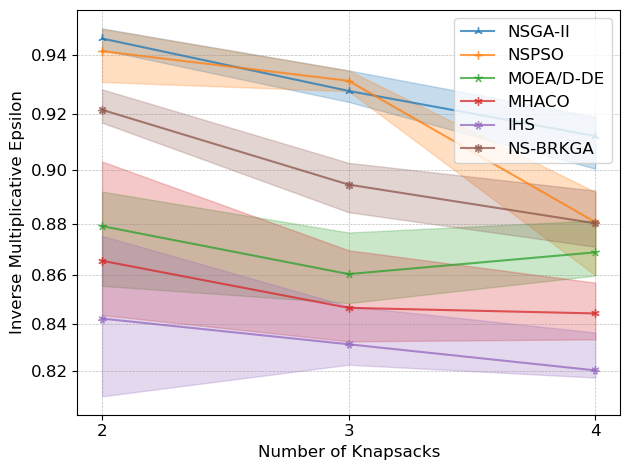 Inverse Multiplicative Epsilon
0.94
0.92
0.90
0.88
0.86
0.84
0.82
2
3
4
Number of Knapsacks
NSGA-II
NSPSO
MOEA/D-DE
MHACO
IHS
NS-BRKGA